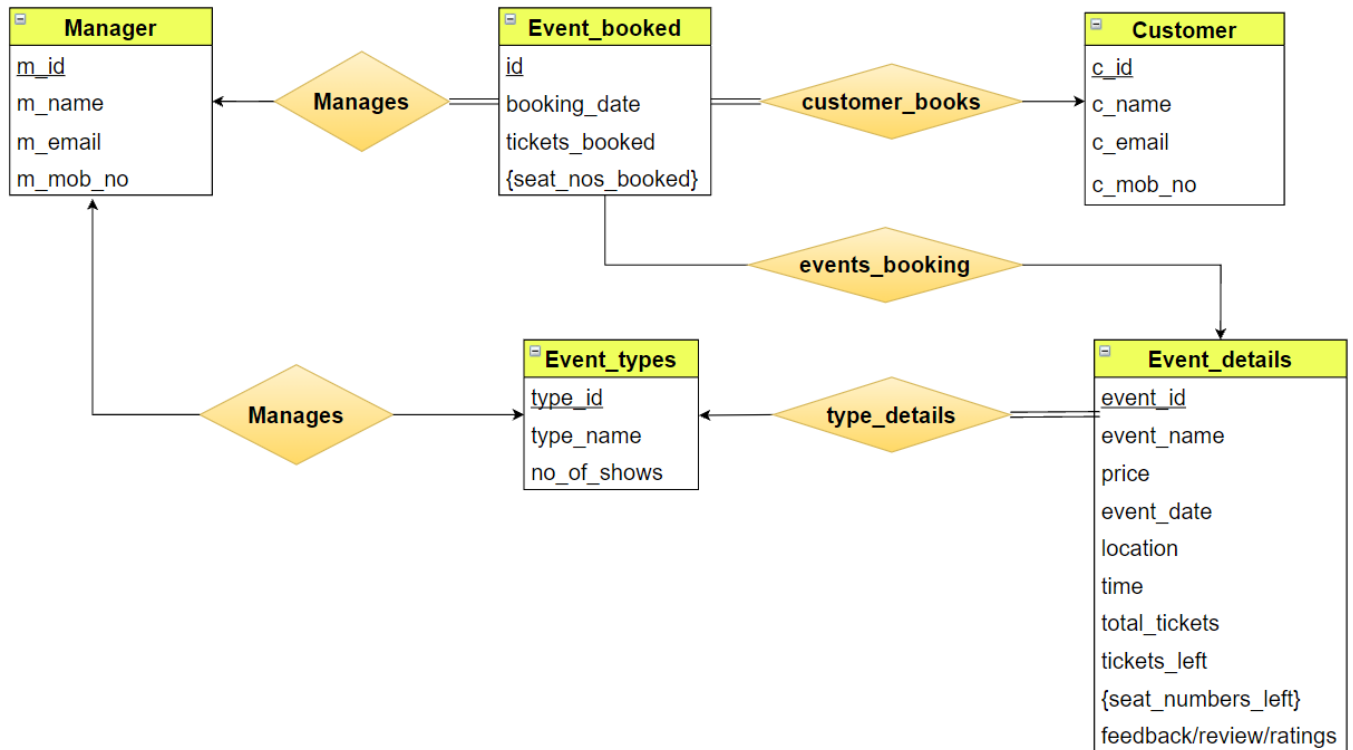 Manager
m_id
m_name
m_email
m_mob_no
Manages
Event_booked
id
booking_date
tickets_booked
{seat_nos_booked}
customer_books
Customer
c_id
c_name
c_email
c_mob_no
events_booking
Manages
Event_types
type_id
type_name
no_of_shows
type_details
Event_details
event_id
event_name
price
event_date
location
time
total_tickets
tickets_left
{seat_numbers_left}
feedback/review/ratings